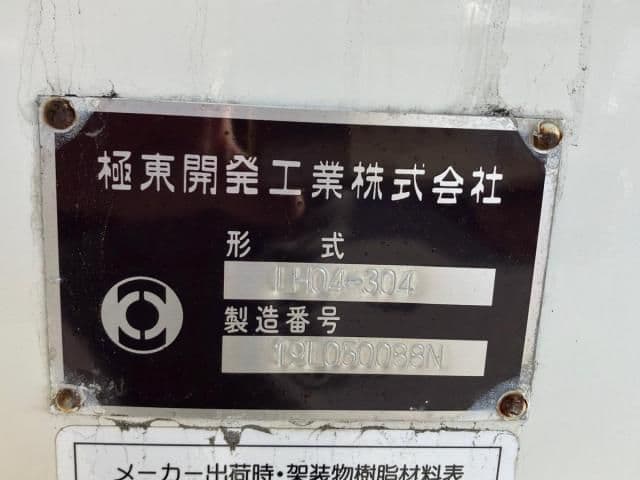 極東開発工業株式会社
形 式
LH04-304
製造番号
19L050088N
メーカー出荷時・架装物樹脂材料表